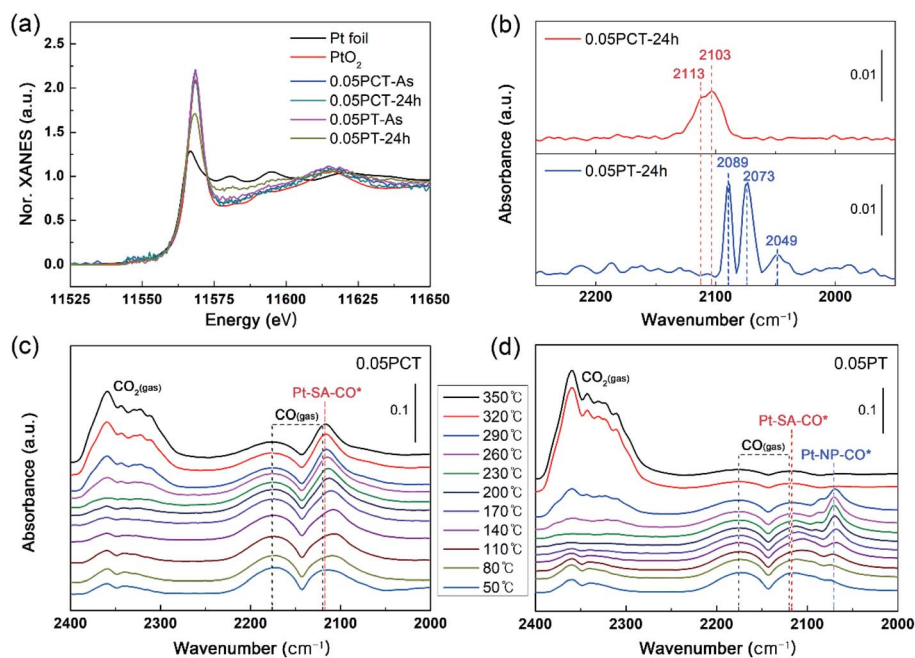 (a)
Nor. XANES (a.u.)
3.0
2.5
2.0
1.5
1.0
0.5
0.0
Pt foil
PtO2
0.05PCT-As
0.05PCT-24h
0.05PT-As
0.05PT-24h
11525 11550 11575 11600 11625 11650
Energy (eV)
(b)
Absorbance (a.u.)
0.05PCT-24h
2103
2113
0.01
0.05PT-24h
2089
2073
2049
0.01
2200 2100 2000
Wavenumber (cm⁻¹)
(c)
Absorbance (a.u.)
0.05PCT
CO2(gas)
Pt-SA-CO*
CO(gas)
0.1
2400 2300 2200 2100 2000
Wavenumber (cm⁻¹)
350℃
320℃
290℃
260℃
230℃
200℃
170℃
140℃
110℃
80℃
50℃
(d)
0.05PT
CO2(gas)
0.1
Pt-SA-CO*
CO(gas)
Pt-NP-CO*
2400 2300 2200 2100 2000
Wavenumber (cm⁻¹)